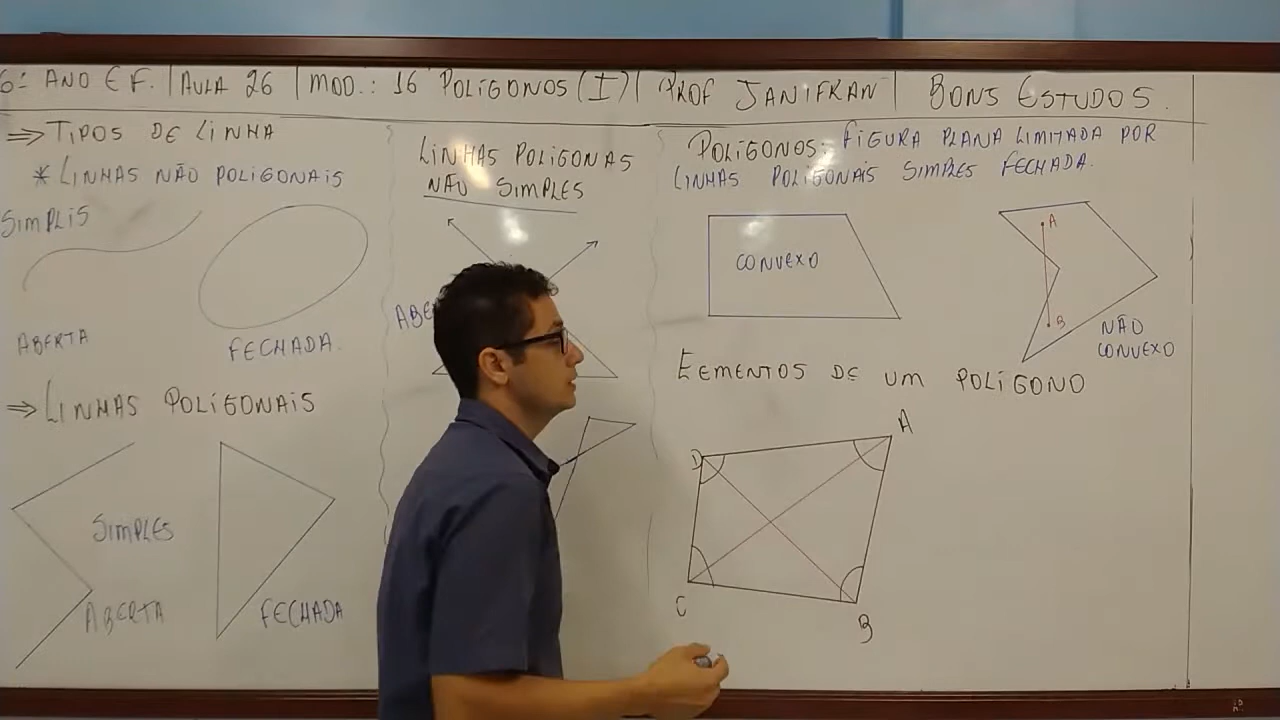 6º ANO E F. | AULA 26 | MOD.: 16 POLÍGONOS (I) | PROF JANIFRAN | BONS ESTUDOS.
⇒ TIPOS DE LINHA
* LINHAS NÃO POLIGONAIS
SIMPLIS
ABERTA
FECHADA.
⇒ LINHAS POLIGONAIS
SIMPLES
ABERTA
FECHADA
LINHAS POLIGONAS
NÃO SIMPLES
POLÍGONOS: FIGURA PLANA LIMITADA POR
LINHAS POLIGONAIS SIMPLES FECHADA.
CONVEXO
A
B
NÃO
CONVEXO
EEMENTOS DE UM POLÍGONO
A
D
C
B